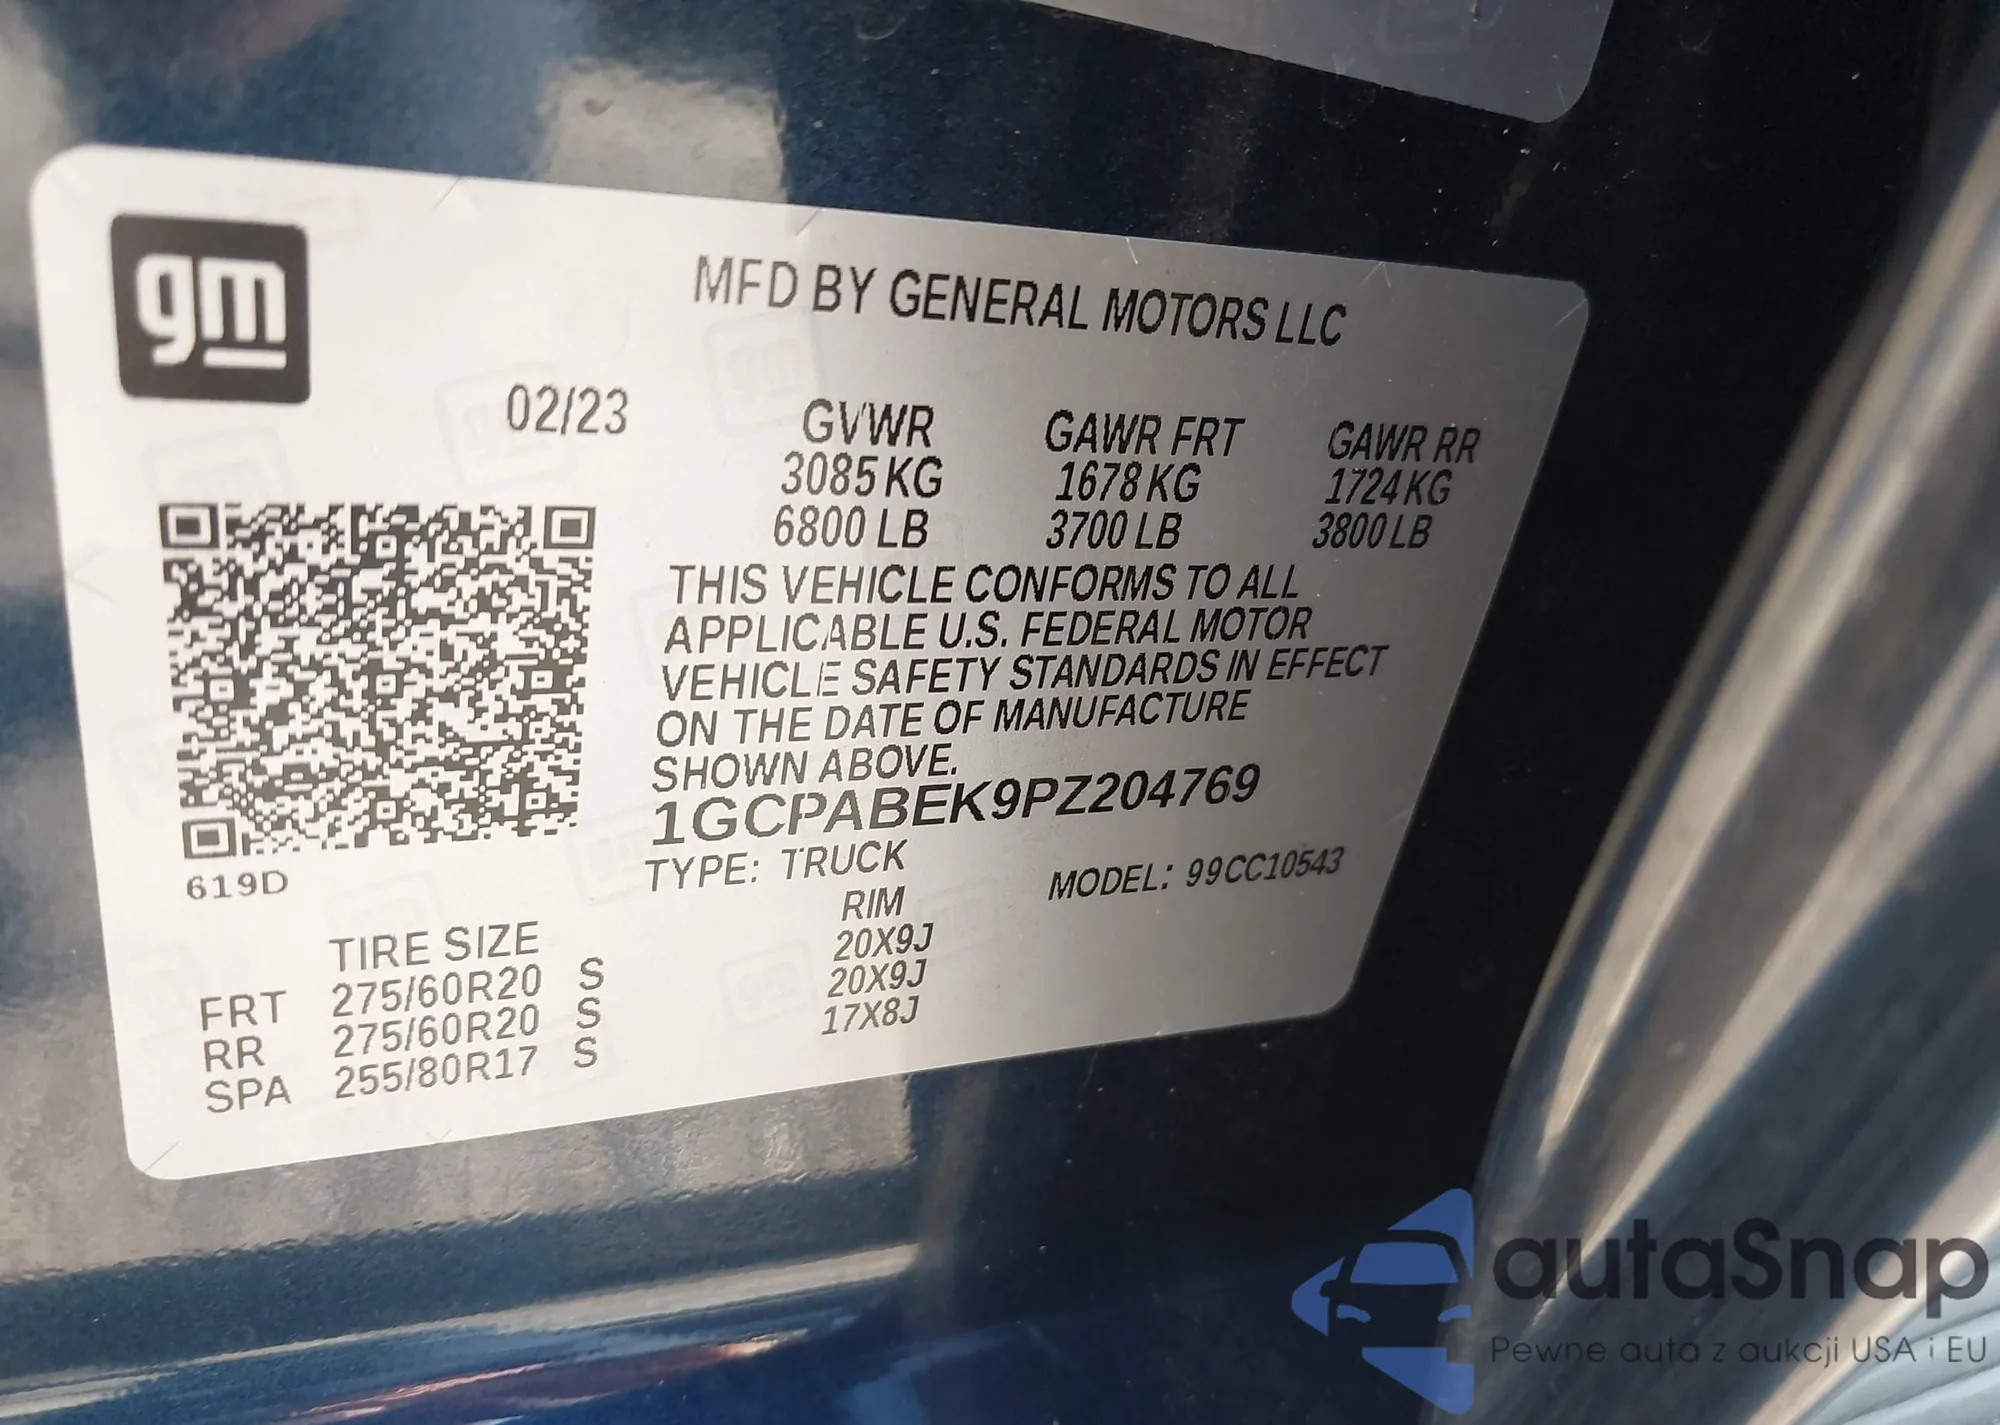 gm
MFD BY GENERAL MOTORS LLC
02/23
GVWR GAWR FRT GAWR RR
3085 KG 1678 KG 1724 KG
6800 LB 3700 LB 3800 LB
THIS VEHICLE CONFORMS TO ALL
APPLICABLE U.S. FEDERAL MOTOR
VEHICLE SAFETY STANDARDS IN EFFECT
ON THE DATE OF MANUFACTURE
SHOWN ABOVE.
1GCPABEK9PZ204769
TYPE: TRUCK MODEL: 99CC10543
619D
TIRE SIZE RIM
FRT 275/60R20 S 20X9J
RR 275/60R20 S 20X9J
SPA 255/80R17 S 17X8J
autaSnap
Pewne auta z aukcji USA i EU